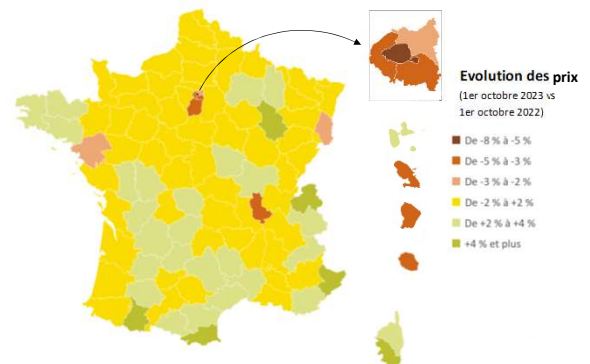 Evolution des prix
(1er octobre 2023 vs
1er octobre 2022)
De -8 % à -5 %
De -5 % à -3 %
De -3 % à -2 %
De -2 % à +2 %
De +2 % à +4 %
+4 % et plus